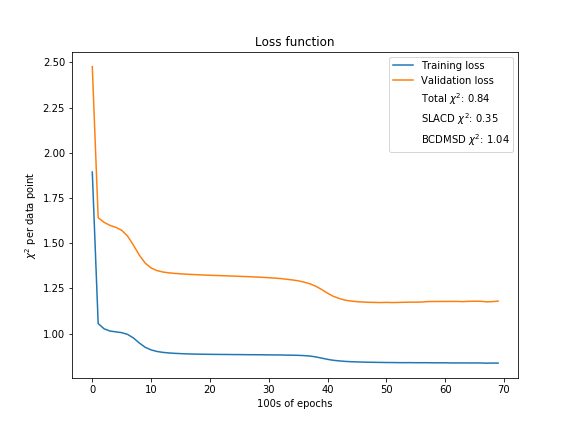 Loss function
2.50
2.25
2.00
1.75
1.50
1.25
1.00
χ² per data point
Training loss
Validation loss
Total χ²: 0.84
SLACD χ²: 0.35
BCDMSD χ²: 1.04
0 10 20 30 40 50 60 70
100s of epochs